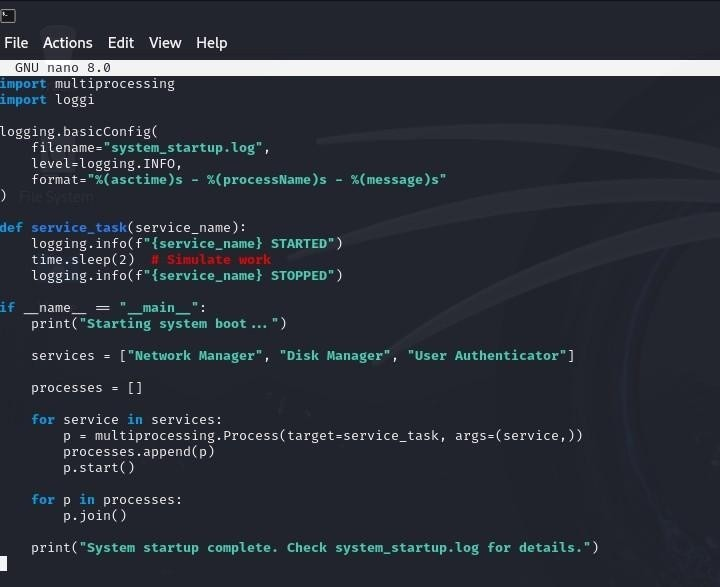 File Actions Edit View Help
GNU nano 8.0
import multiprocessing
import loggi

logging.basicConfig(
    filename="system_startup.log",
    level=logging.INFO,
    format="%(asctime)s - %(processName)s - %(message)s"
)
File System

def service_task(service_name):
    logging.info(f"{service_name} STARTED")
    time.sleep(2)  # Simulate work
    logging.info(f"{service_name} STOPPED")

if __name__ == "__main__":
    print("Starting system boot...")

    services = ["Network Manager", "Disk Manager", "User Authenticator"]

    processes = []

    for service in services:
        p = multiprocessing.Process(target=service_task, args=(service,))
        processes.append(p)
        p.start()

    for p in processes:
        p.join()

    print("System startup complete. Check system_startup.log for details.")